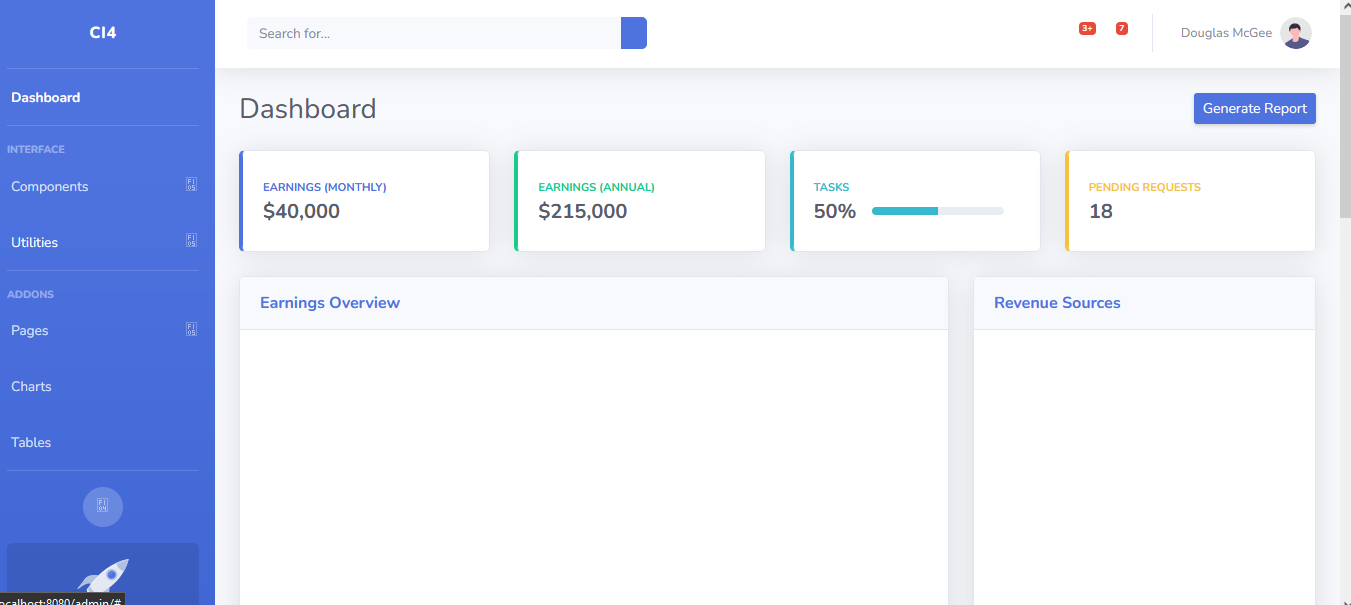 CI4
Search for...
3+
7
Douglas McGee
Dashboard
INTERFACE
Components
Utilities
ADDONS
Pages
Charts
Tables
Dashboard
Generate Report
EARNINGS (MONTHLY)
$40,000
EARNINGS (ANNUAL)
$215,000
TASKS
50%
PENDING REQUESTS
18
Earnings Overview
Revenue Sources
ocalhost:8080/admin/#